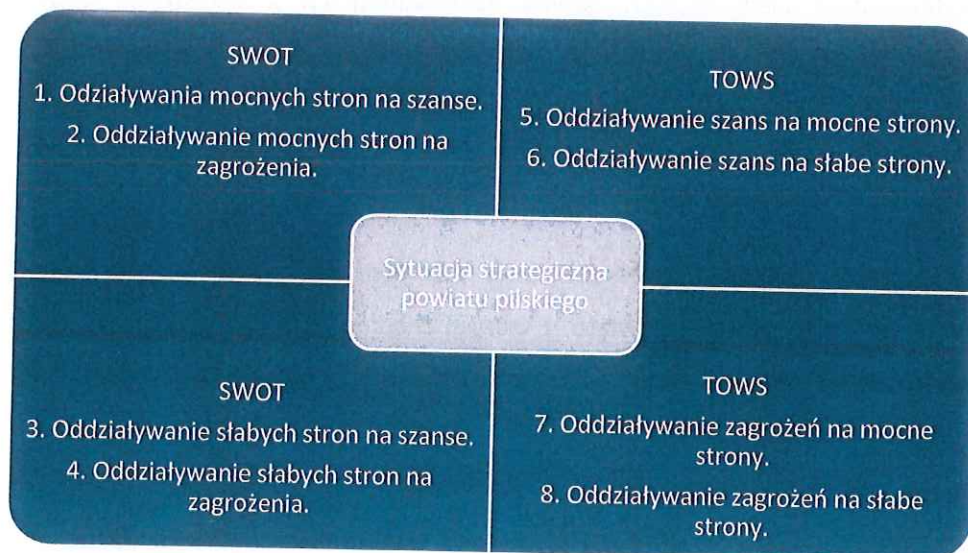 SWOT
1. Odziaływania mocnych stron na szanse.
2. Oddziaływanie mocnych stron na
zagrożenia.
TOWS
5. Oddziaływanie szans na mocne strony.
6. Oddziaływanie szans na słabe strony.
Sytuacja strategiczna
powiatu pilskiego
SWOT
3. Oddziaływanie słabych stron na szanse.
4. Oddziaływanie słabych stron na
zagrożenia.
TOWS
7. Oddziaływanie zagrożeń na mocne
strony.
8. Oddziaływanie zagrożeń na słabe
strony.